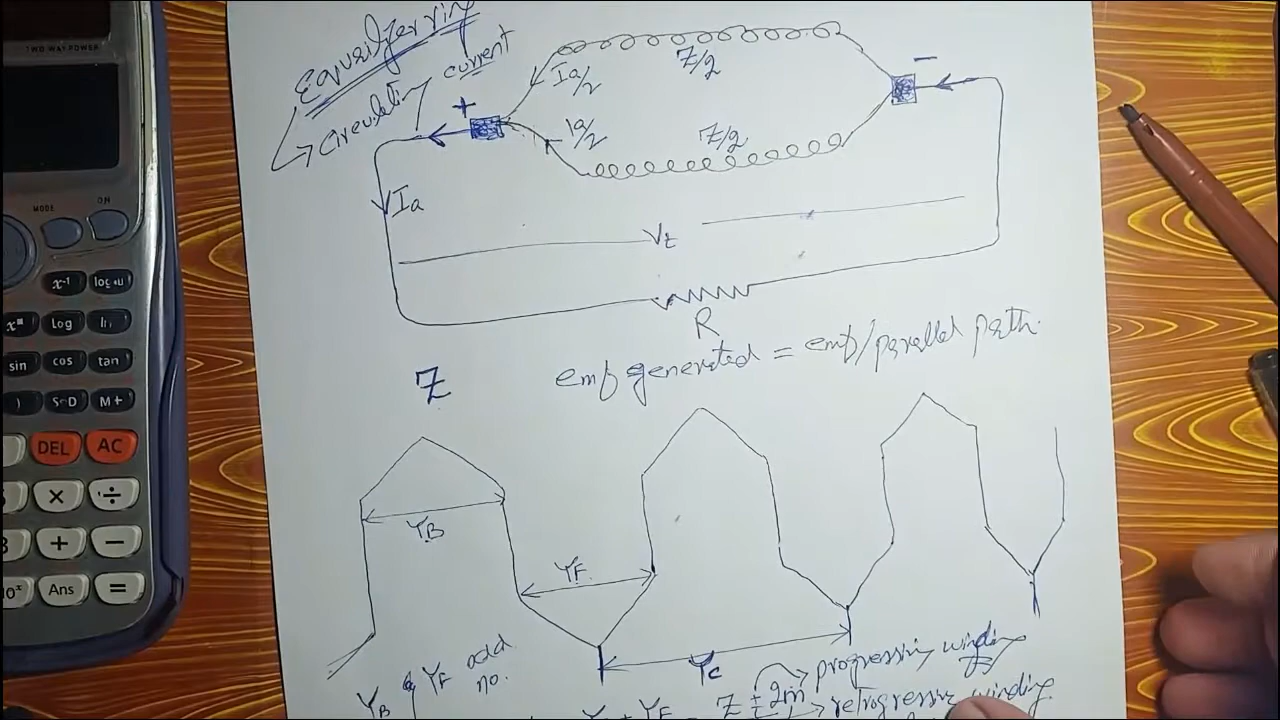 TWO WAY POWER
MODE
ON
x⁻¹
Log
ln
sin
cos
tan
)
S⇔D
M+
DEL
AC
×
÷
+
−
Ans
=
Equalizer ring
Circulating current
+
−
Ia/2
Z/2
Ia/2
Z/2
Ia
Vt
R
Z
emf generated = emf/parallel path.
YB
YF
YC
progressing winding
YB & YF odd
no.
Z ± 2m
retrogressive winding